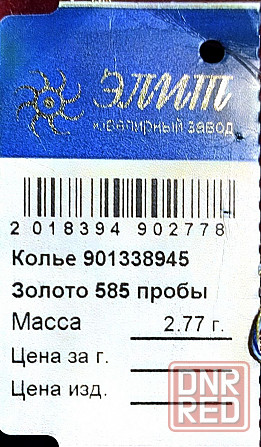 ЭЛИТ
ювелирный завод
2 018394 902778
Колье 901338945
Золото 585 пробы
Масса 2.77 г.
Цена за г.
Цена изд.
DNR
RED